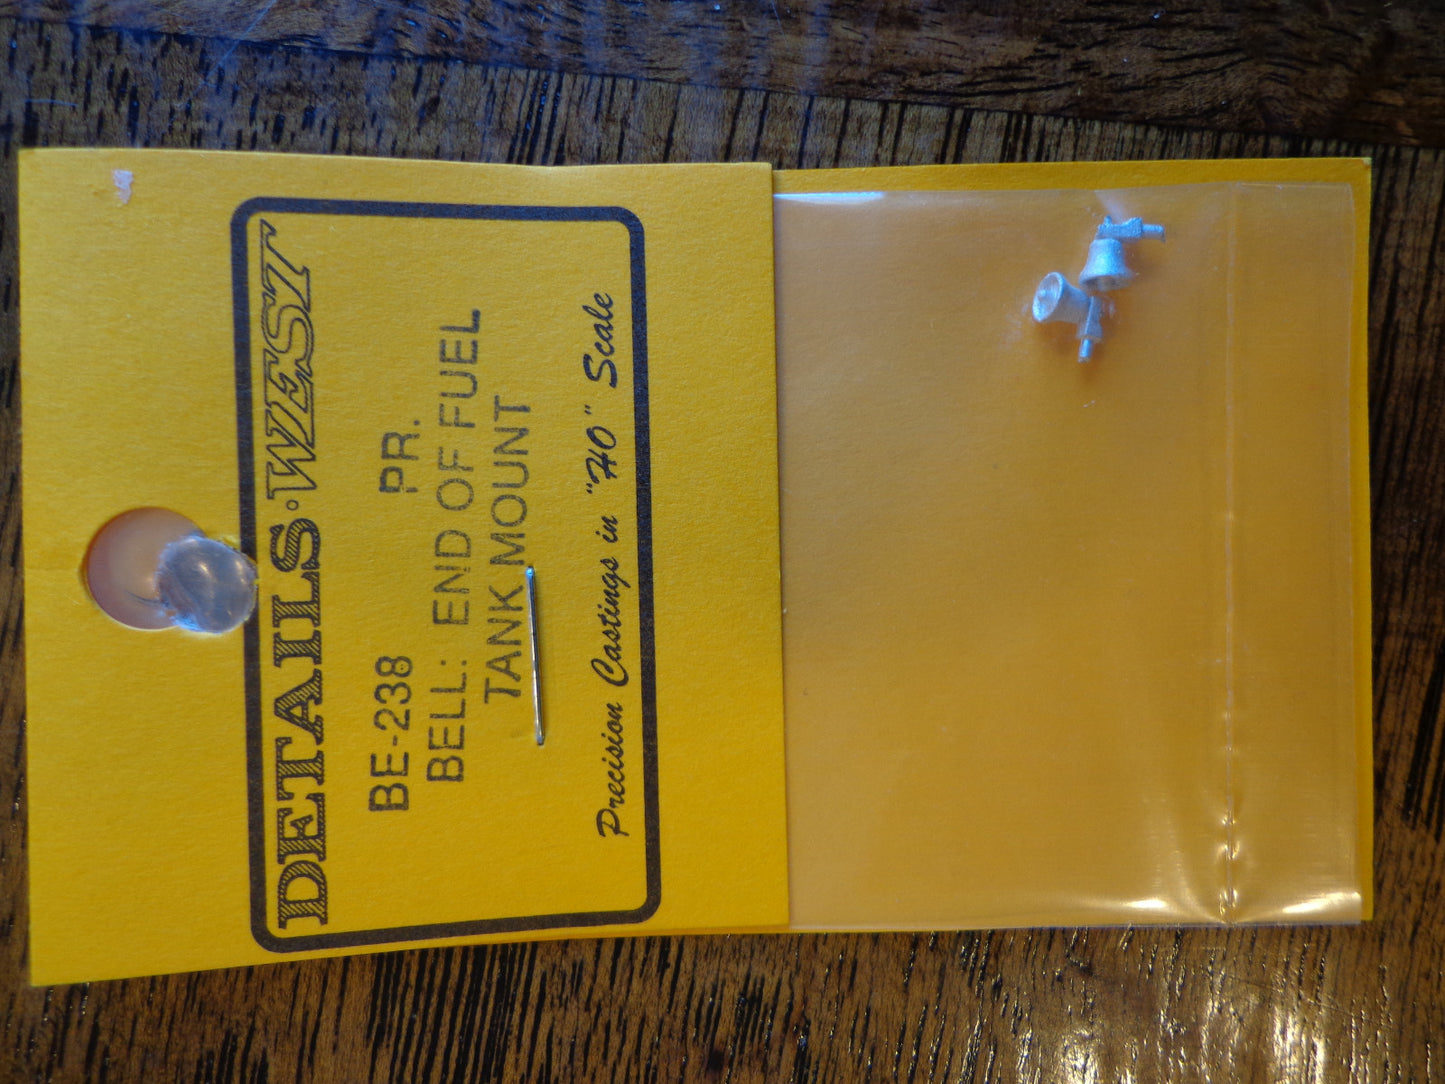 DETAILS·WEST
BE-238 PR.
BELL: END OF FUEL
TANK MOUNT
Precision Castings in "HO" Scale